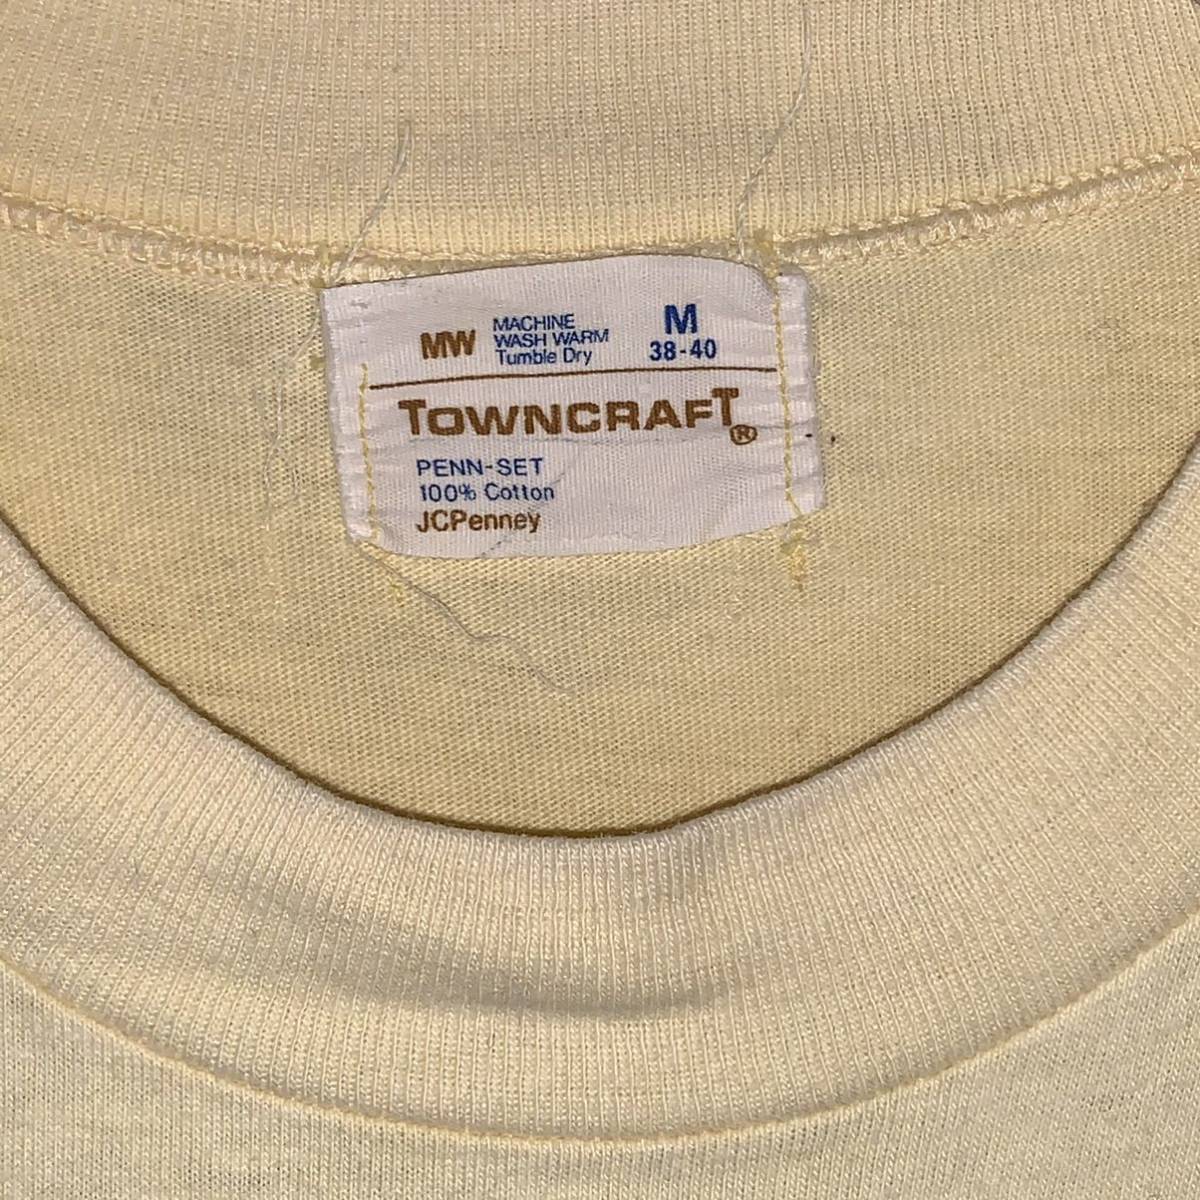 MW MACHINE
WASH WARM
Tumble Dry
M
38-40
TOWNCRAFT®
PENN-SET
100% Cotton
JCPenney